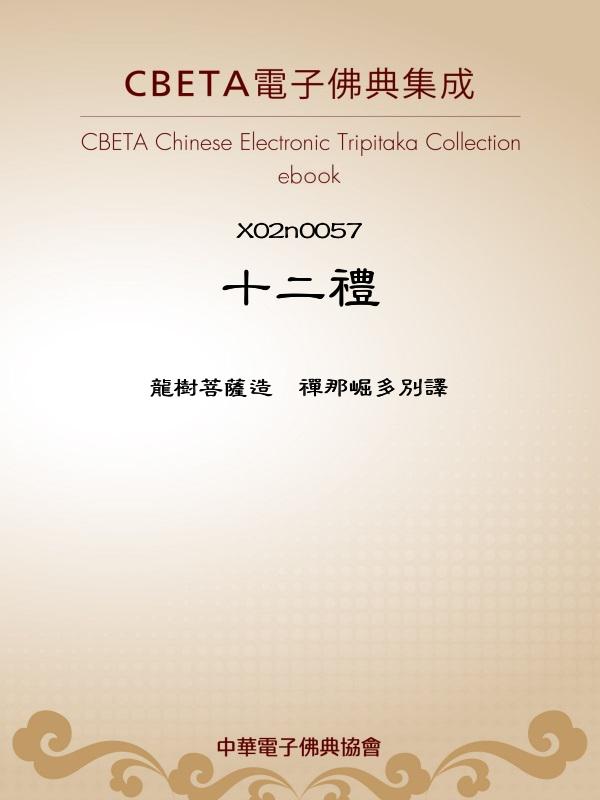 CBETA電子佛典集成
CBETA Chinese Electronic Tripitaka Collection
ebook
X02n0057
十二禮
龍樹菩薩造　禪那崛多別譯
中華電子佛典協會